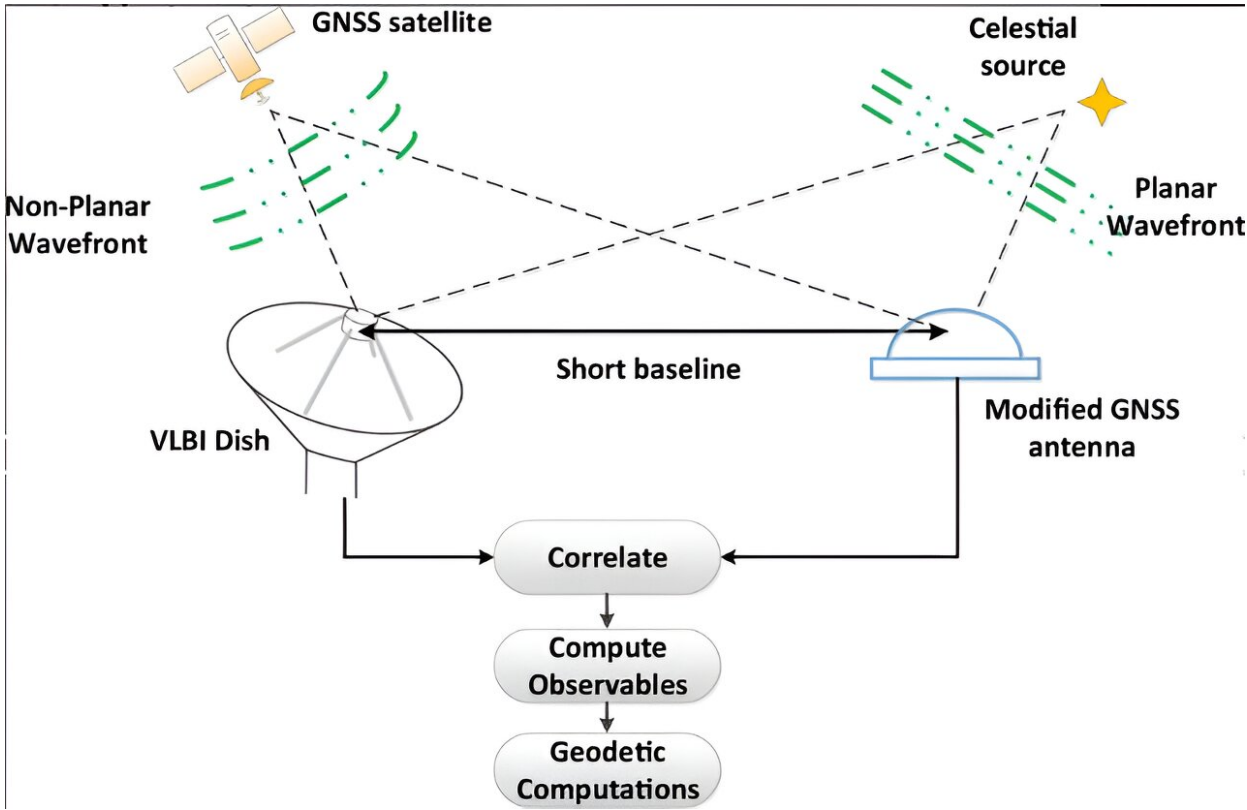 GNSS satellite
Celestial
source
Non-Planar
Wavefront
Planar
Wavefront
Short baseline
VLBI Dish
Modified GNSS
antenna
Correlate
Compute
Observables
Geodetic
Computations